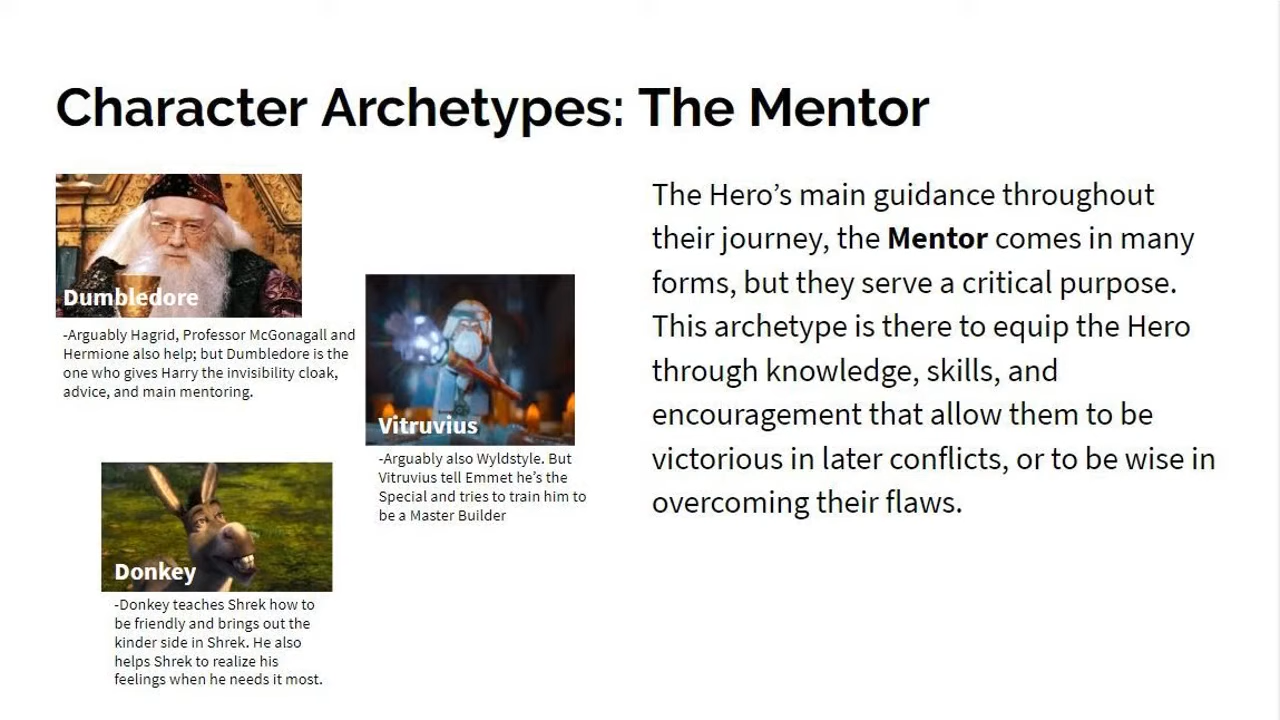 Character Archetypes: The Mentor
Dumbledore
-Arguably Hagrid, Professor McGonagall and
Hermione also help; but Dumbledore is the
one who gives Harry the invisibility cloak,
advice, and main mentoring.
Vitruvius
-Arguably also Wyldstyle. But
Vitruvius tell Emmet he’s the
Special and tries to train him to
be a Master Builder
Donkey
-Donkey teaches Shrek how to
be friendly and brings out the
kinder side in Shrek. He also
helps Shrek to realize his
feelings when he needs it most.
The Hero’s main guidance throughout
their journey, the Mentor comes in many
forms, but they serve a critical purpose.
This archetype is there to equip the Hero
through knowledge, skills, and
encouragement that allow them to be
victorious in later conflicts, or to be wise in
overcoming their flaws.